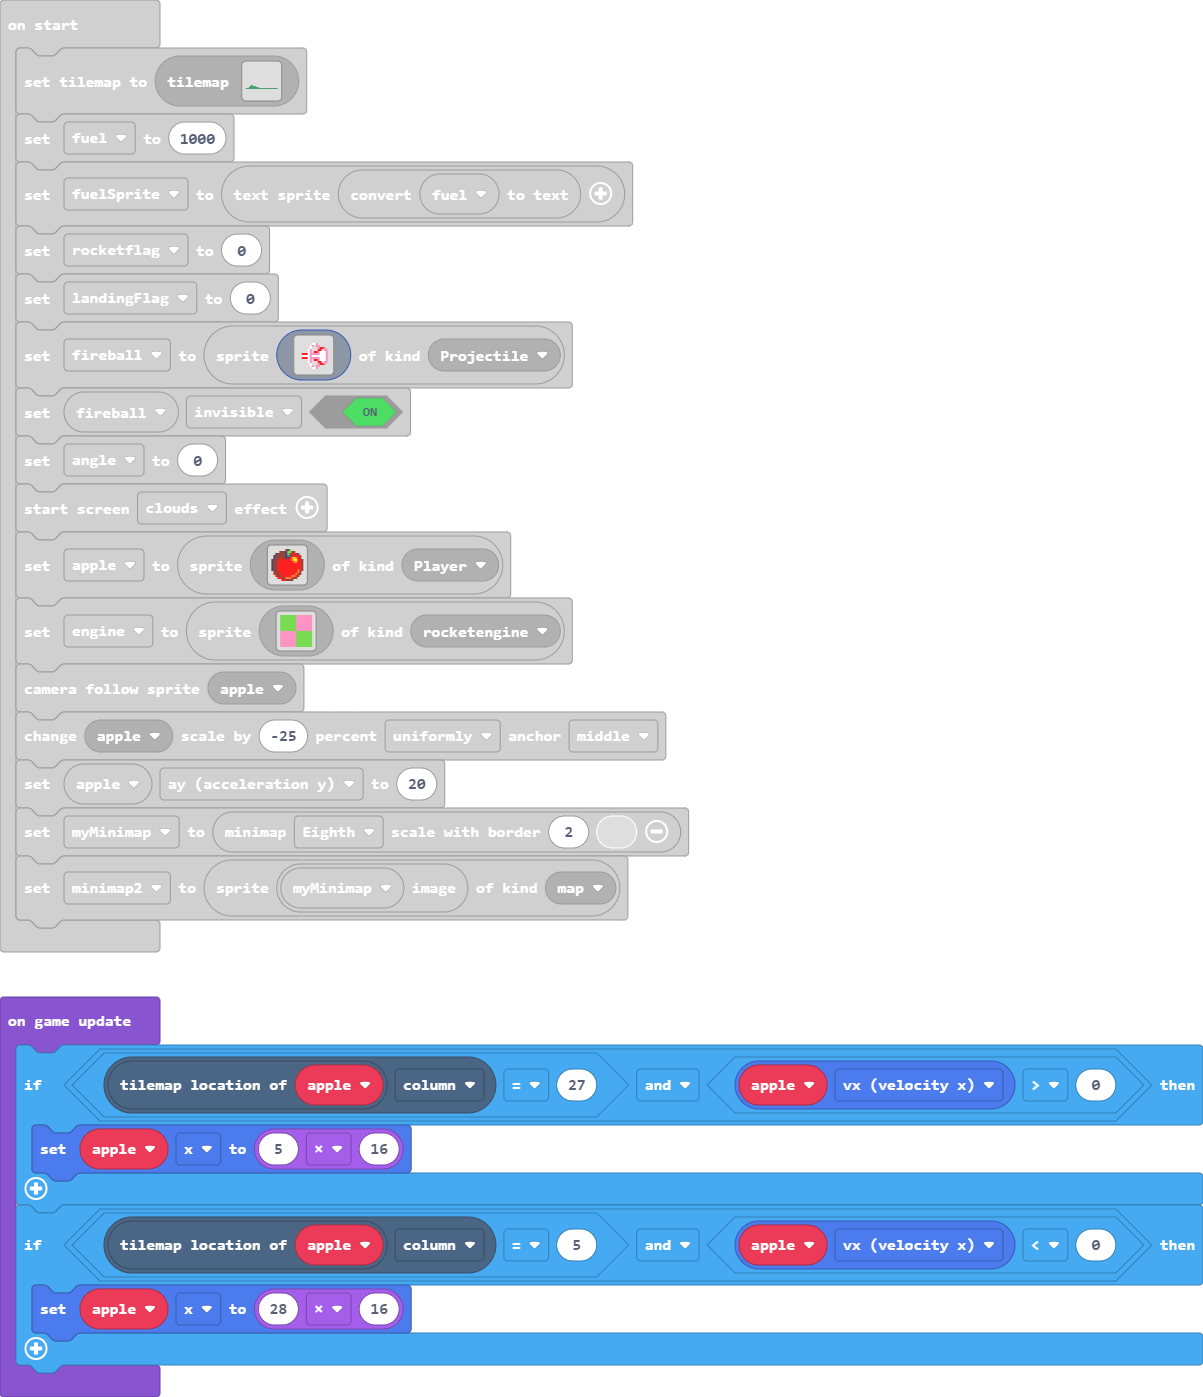 on start
set tilemap to tilemap
set fuel to 1000
set fuelSprite to text sprite convert fuel to text
set rocketflag to 0
set landingFlag to 0
set fireball to sprite of kind Projectile
set fireball invisible ON
set angle to 0
start screen clouds effect
set apple to sprite of kind Player
set engine to sprite of kind rocketengine
camera follow sprite apple
change apple scale by -25 percent uniformly anchor middle
set apple ay (acceleration y) to 20
set myMinimap to minimap Eighth scale with border 2
set minimap2 to sprite myMinimap image of kind map
on game update
if tilemap location of apple column = 27 and apple vx (velocity x) > 0 then
set apple x to 5 × 16
if tilemap location of apple column = 5 and apple vx (velocity x) < 0 then
set apple x to 28 × 16